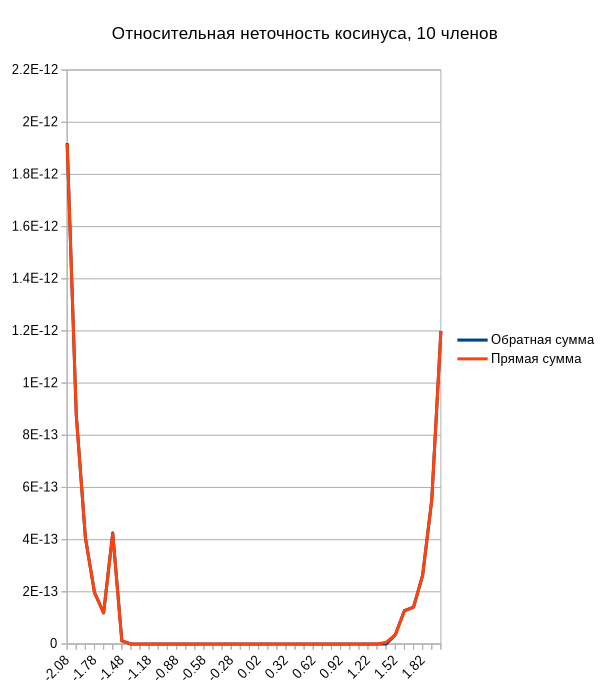 Относительная неточность косинуса, 10 членов
2.2E-12
2E-12
1.8E-12
1.6E-12
1.4E-12
1.2E-12
1E-12
8E-13
6E-13
4E-13
2E-13
0
Обратная сумма
Прямая сумма
-2.08 -1.78 -1.48 -1.18 -0.88 -0.58 -0.28 0.02 0.32 0.62 0.92 1.22 1.52 1.82